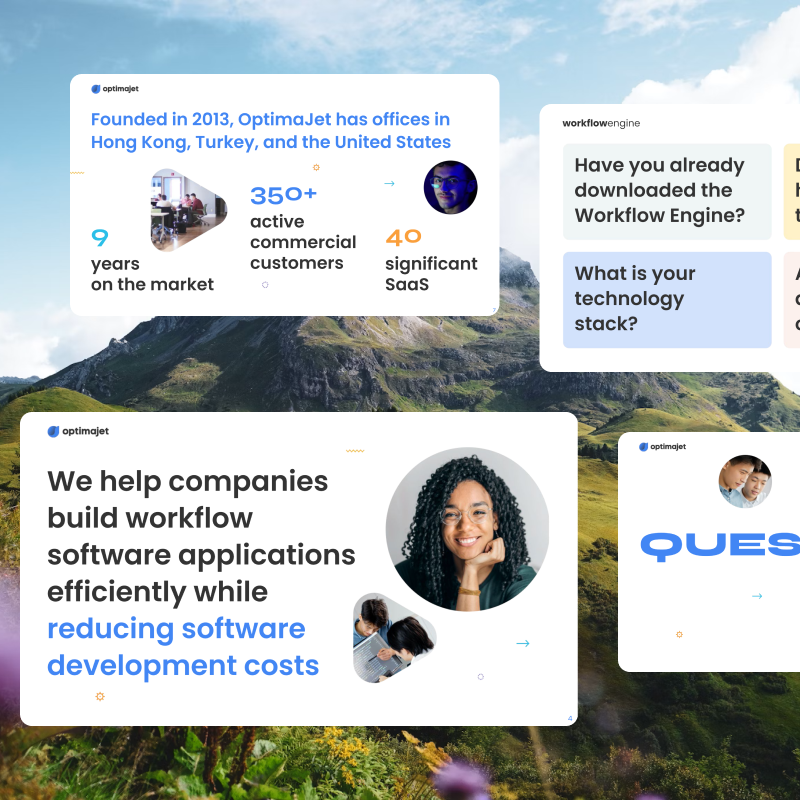 optimajet
Founded in 2013, OptimaJet has offices in
Hong Kong, Turkey, and the United States
350+
active
commercial
customers
9
years
on the market
40
significant
SaaS
workflowengine
Have you already
downloaded the
Workflow Engine?
What is your
technology
stack?
optimajet
We help companies
build workflow
software applications
efficiently while
reducing software
development costs
4
optimajet
QUES